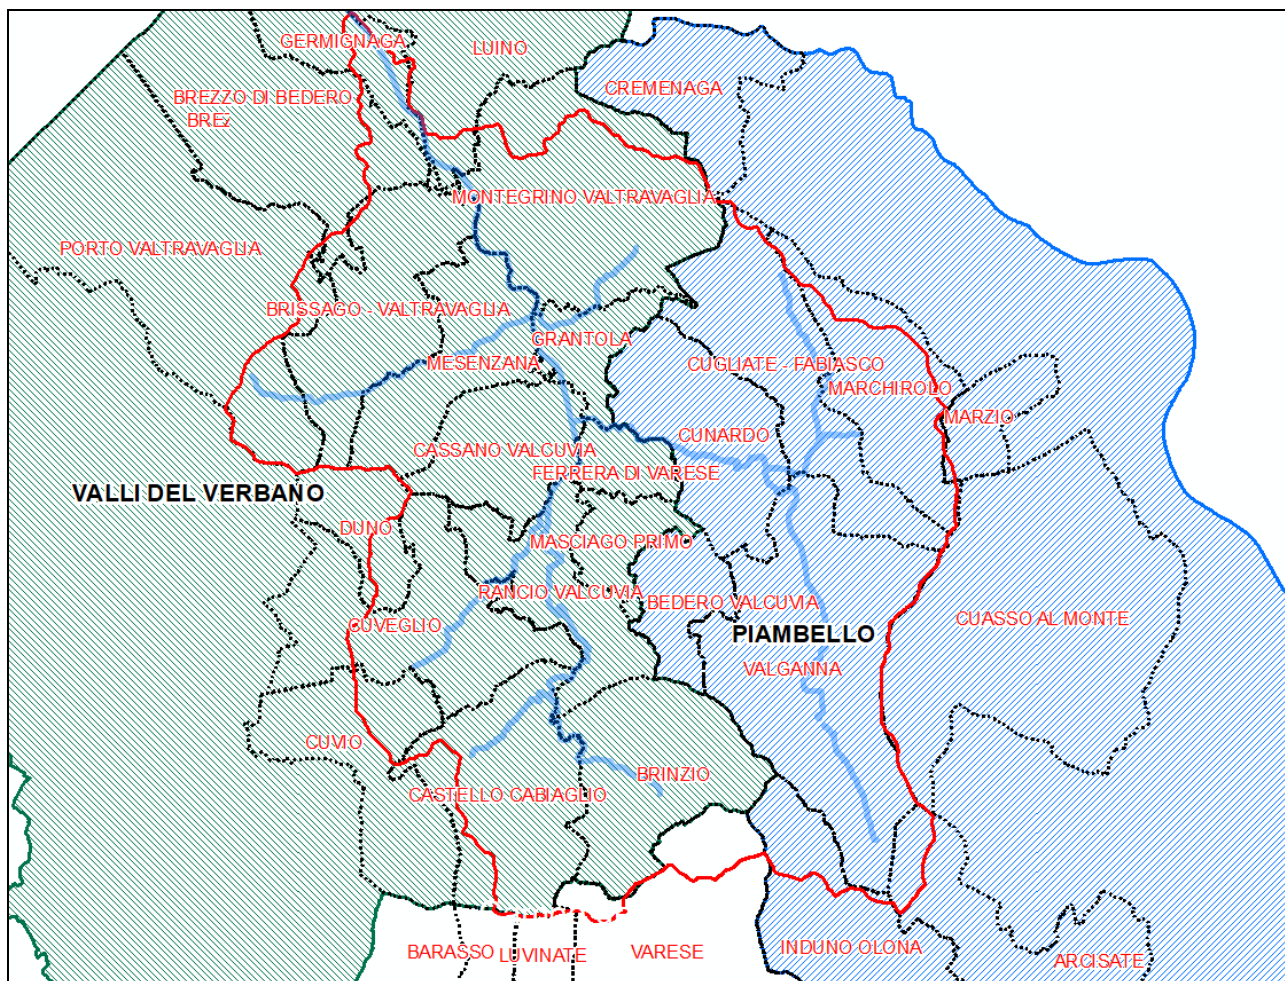 GERMIGNAGA
LUINO
CREMENAGA
BREZZO DI BEDERO
BREZ
MONTEGRINO VALTRAVAGLIA
PORTO VALTRAVAGLIA
BRISSAGO - VALTRAVAGLIA
GRANTOLA
MESENZANA
CUGLIATE - FABIASCO
MARCHIROLO
MARZIO
CUNARDO
CASSANO VALCUVIA
FERRERA DI VARESE
VALLI DEL VERBANO
DUNO
MASCIAGO PRIMO
RANCIO VALCUVIA
BEDERO VALCUVIA
CUVEGLIO
PIAMBELLO
CUASSO AL MONTE
VALGANNA
CUVIO
BRINZIO
CASTELLO CABIAGLIO
BARASSO
LUVINATE
VARESE
INDUNO OLONA
ARCISATE